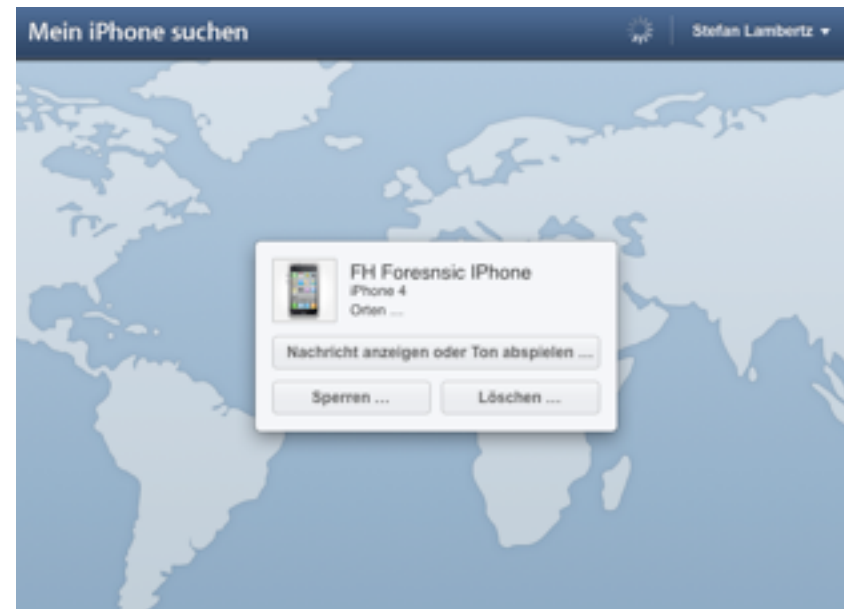 Mein iPhone suchen
Stefan Lambertz
FH Foresnsic IPhone
iPhone 4
Orten ...
Nachricht anzeigen oder Ton abspielen ...
Sperren ...
Löschen ...